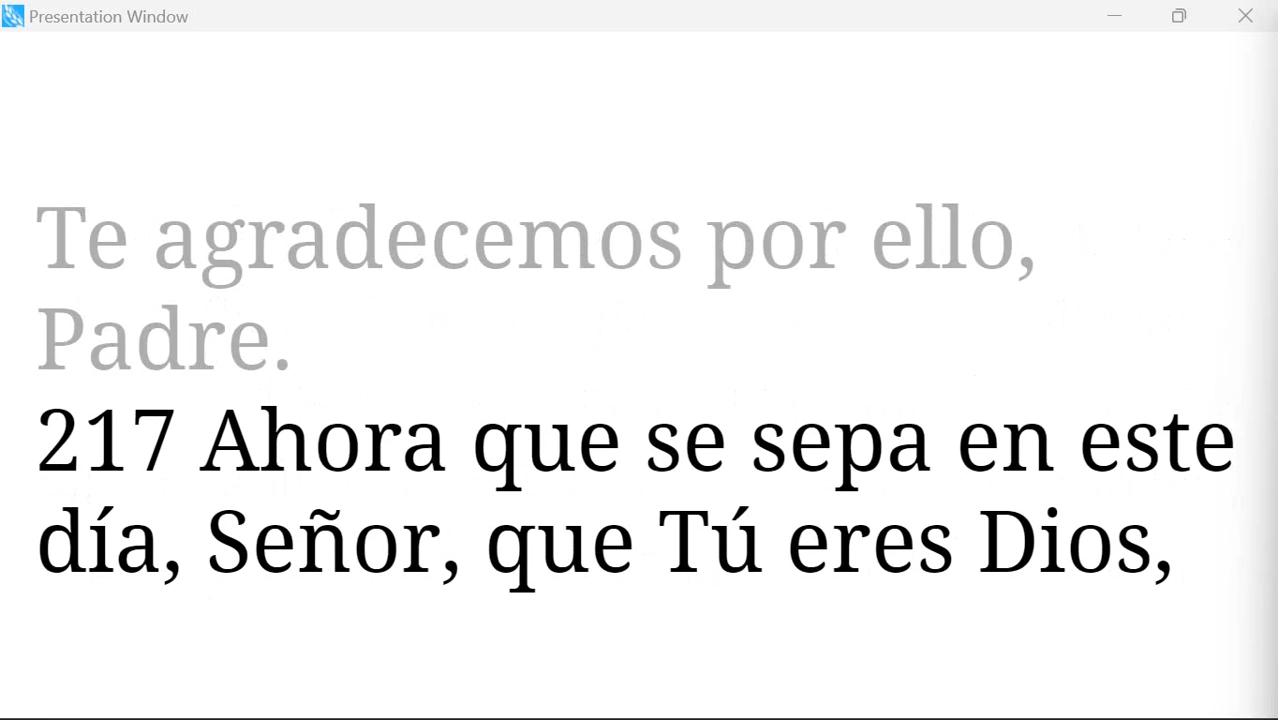 Presentation Window
Te agradecemos por ello,
Padre.
217 Ahora que se sepa en este
día, Señor, que Tú eres Dios,